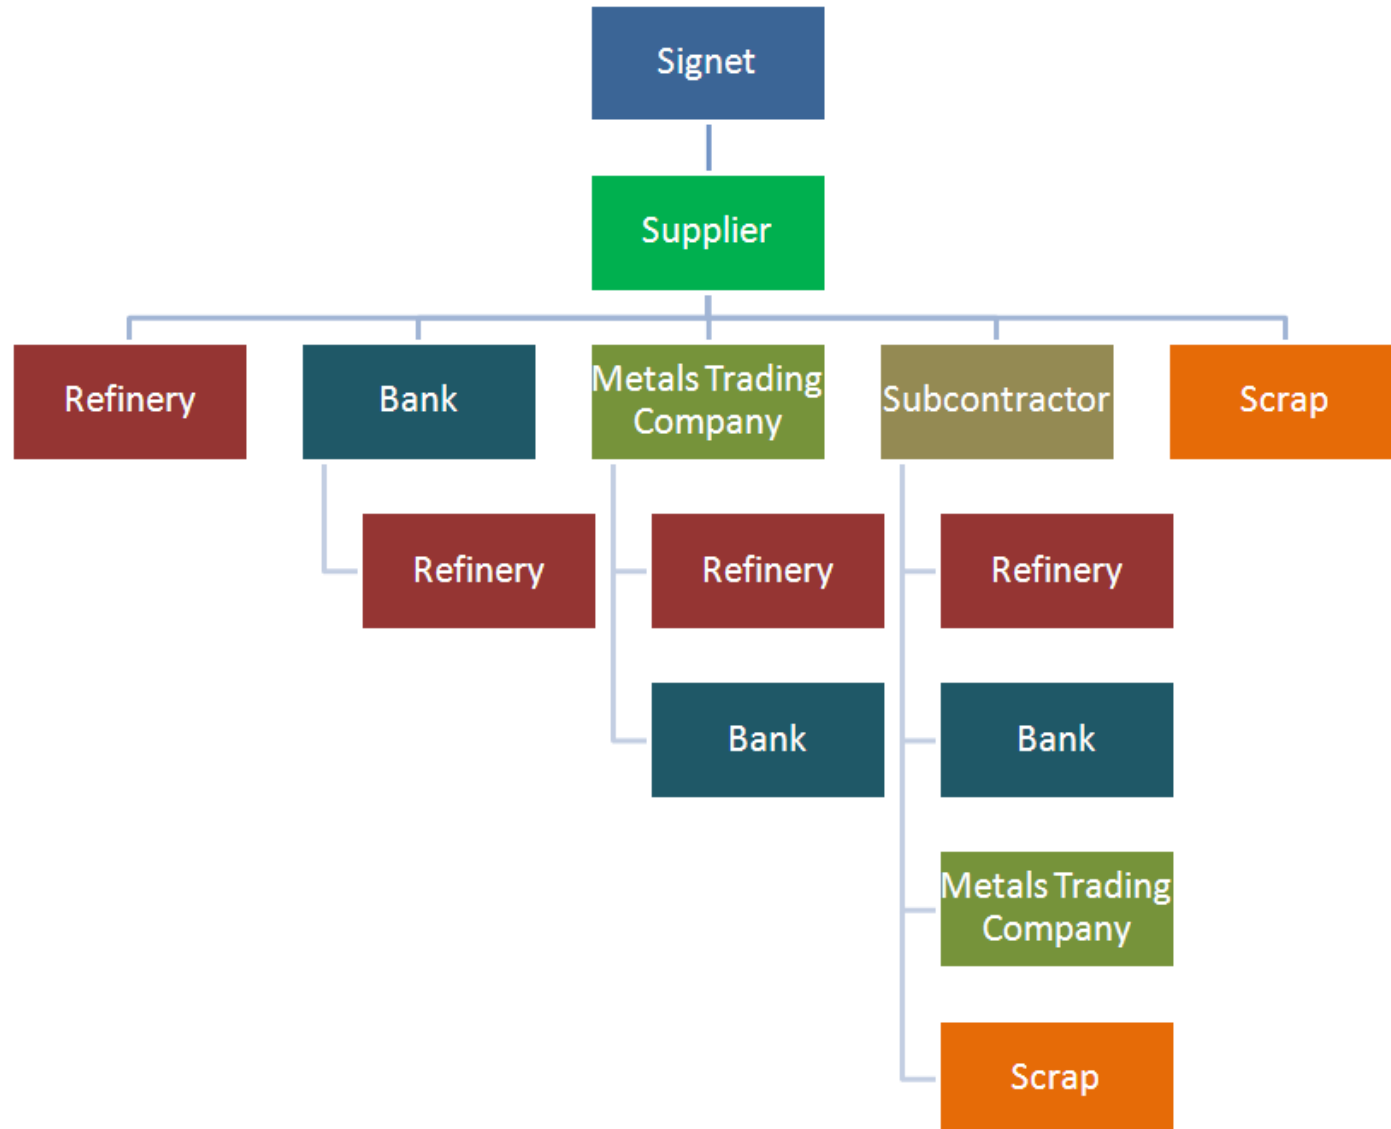 Signet
Supplier
Refinery
Bank
Metals Trading
Company
Subcontractor
Scrap
Refinery
Refinery
Refinery
Bank
Bank
Metals Trading
Company
Scrap